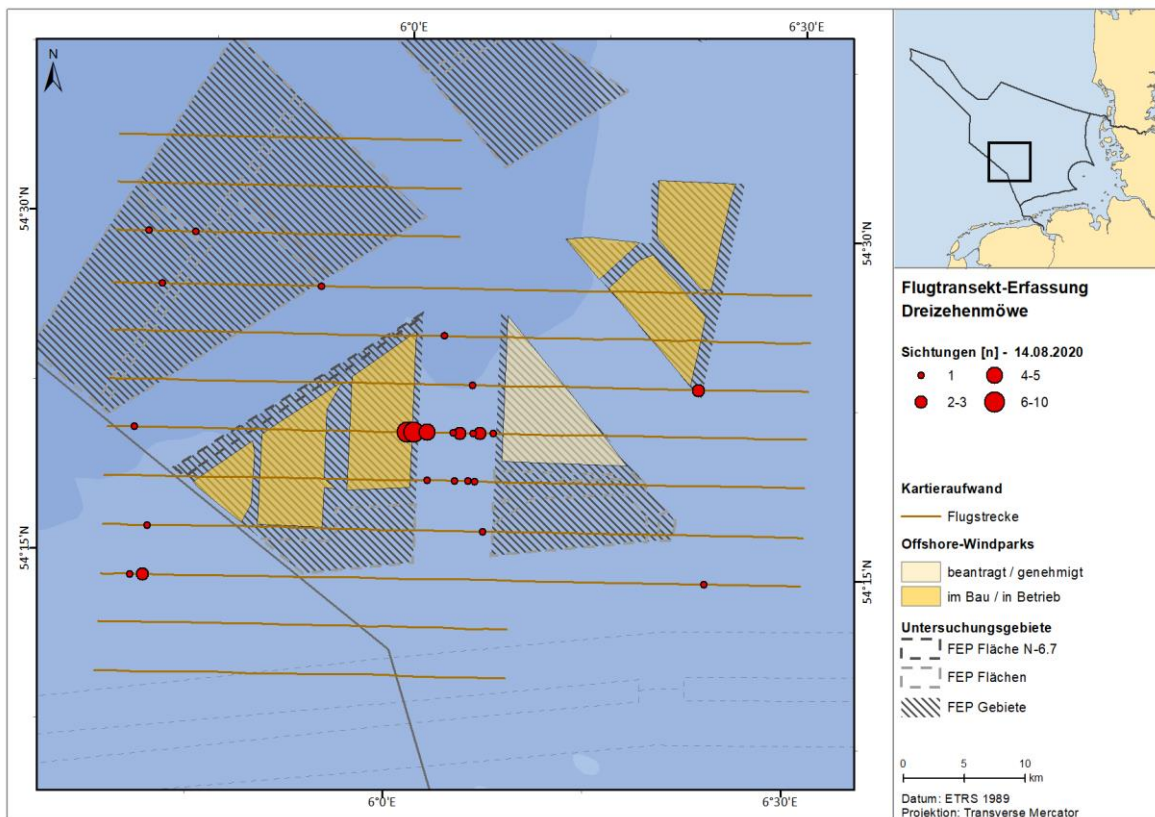 6°0'E
6°30'E
N
54°30'N
54°30'N
54°15'N
54°15'N
6°0'E
6°30'E
Flugtransekt-Erfassung
Dreizehenmöwe
Sichtungen [n] - 14.08.2020
1
4-5
2-3
6-10
Kartieraufwand
Flugstrecke
Offshore-Windparks
beantragt / genehmigt
im Bau / in Betrieb
Untersuchungsgebiete
FEP Fläche N-6.7
FEP Flächen
FEP Gebiete
0 5 10
km
Datum: ETRS 1989
Projektion: Transverse Mercator